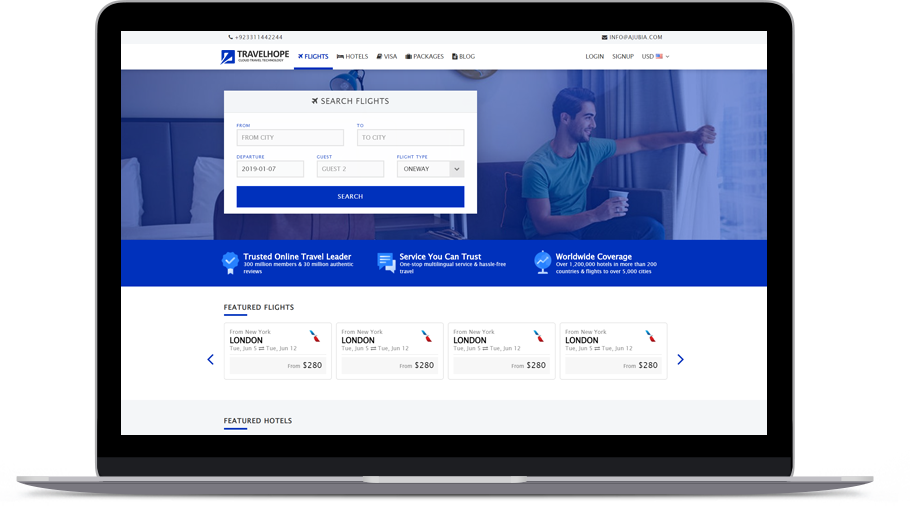 +923311442244
INFO@AJUBIA.COM
TRAVELHOPE
CLOUD TRAVEL TECHNOLOGY
FLIGHTS HOTELS VISA PACKAGES BLOG
LOGIN SIGNUP USD
SEARCH FLIGHTS
FROM TO
FROM CITY TO CITY
DEPARTURE GUEST FLIGHT TYPE
2019-01-07 GUEST 2 ONEWAY
SEARCH
Trusted Online Travel Leader
300 million members & 30 million authentic
reviews
Service You Can Trust
One-stop multilingual service & hassle-free
travel
Worldwide Coverage
Over 1,200,000 hotels in more than 200
countries & flights to over 5,000 cities
FEATURED FLIGHTS
From New York
LONDON
Tue, Jun 5 ⇄ Tue, Jun 12
From $280
From New York
LONDON
Tue, Jun 5 ⇄ Tue, Jun 12
From $280
From New York
LONDON
Tue, Jun 5 ⇄ Tue, Jun 12
From $280
From New York
LONDON
Tue, Jun 5 ⇄ Tue, Jun 12
From $280
FEATURED HOTELS